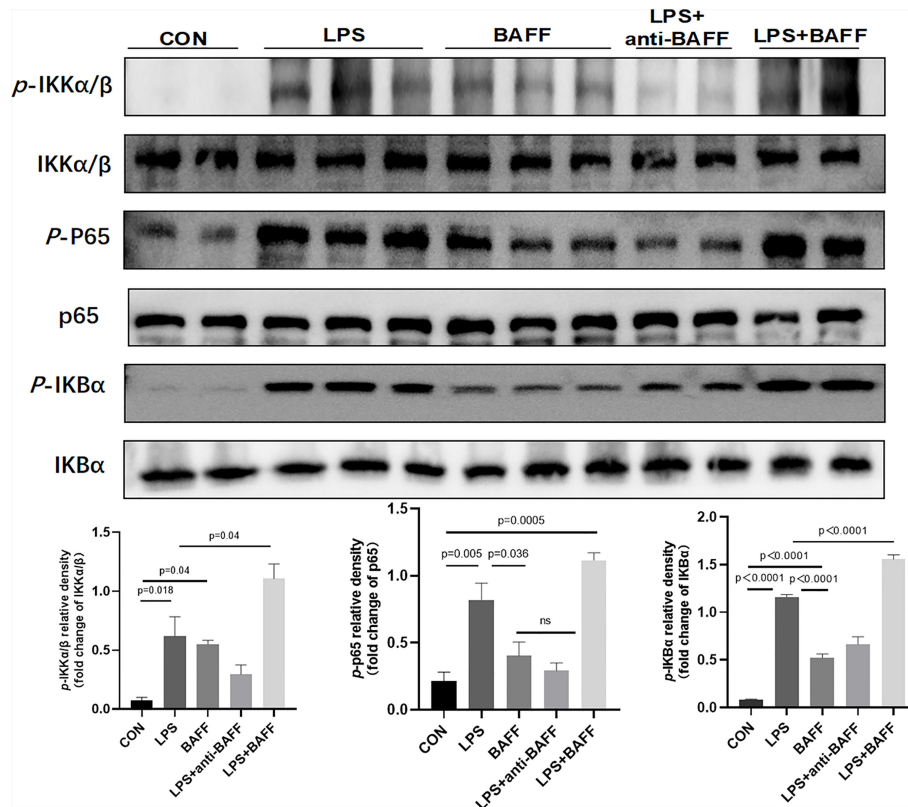 CON
LPS
BAFF
LPS+
anti-BAFF
LPS+BAFF
p-IKKα/β
IKKα/β
P-P65
p65
P-IKBα
IKBα
p-IKKα/β relative density
(fold change of IKKα/β)
1.5
1.0
0.5
0.0
p=0.04
p=0.04
p=0.018
CON
LPS
BAFF
LPS+anti-BAFF
LPS+BAFF
p-p65 relative density
(fold change of p65)
1.5
1.0
0.5
0.0
p=0.0005
p=0.005
p=0.036
ns
CON
LPS
BAFF
LPS+anti-BAFF
LPS+BAFF
p-IKBα relative density
(fold change of IKBα)
2.0
1.5
1.0
0.5
0.0
p<0.0001
p<0.0001
p<0.0001
p<0.0001
CON
LPS
BAFF
LPS+anti-BAFF
LPS+BAFF